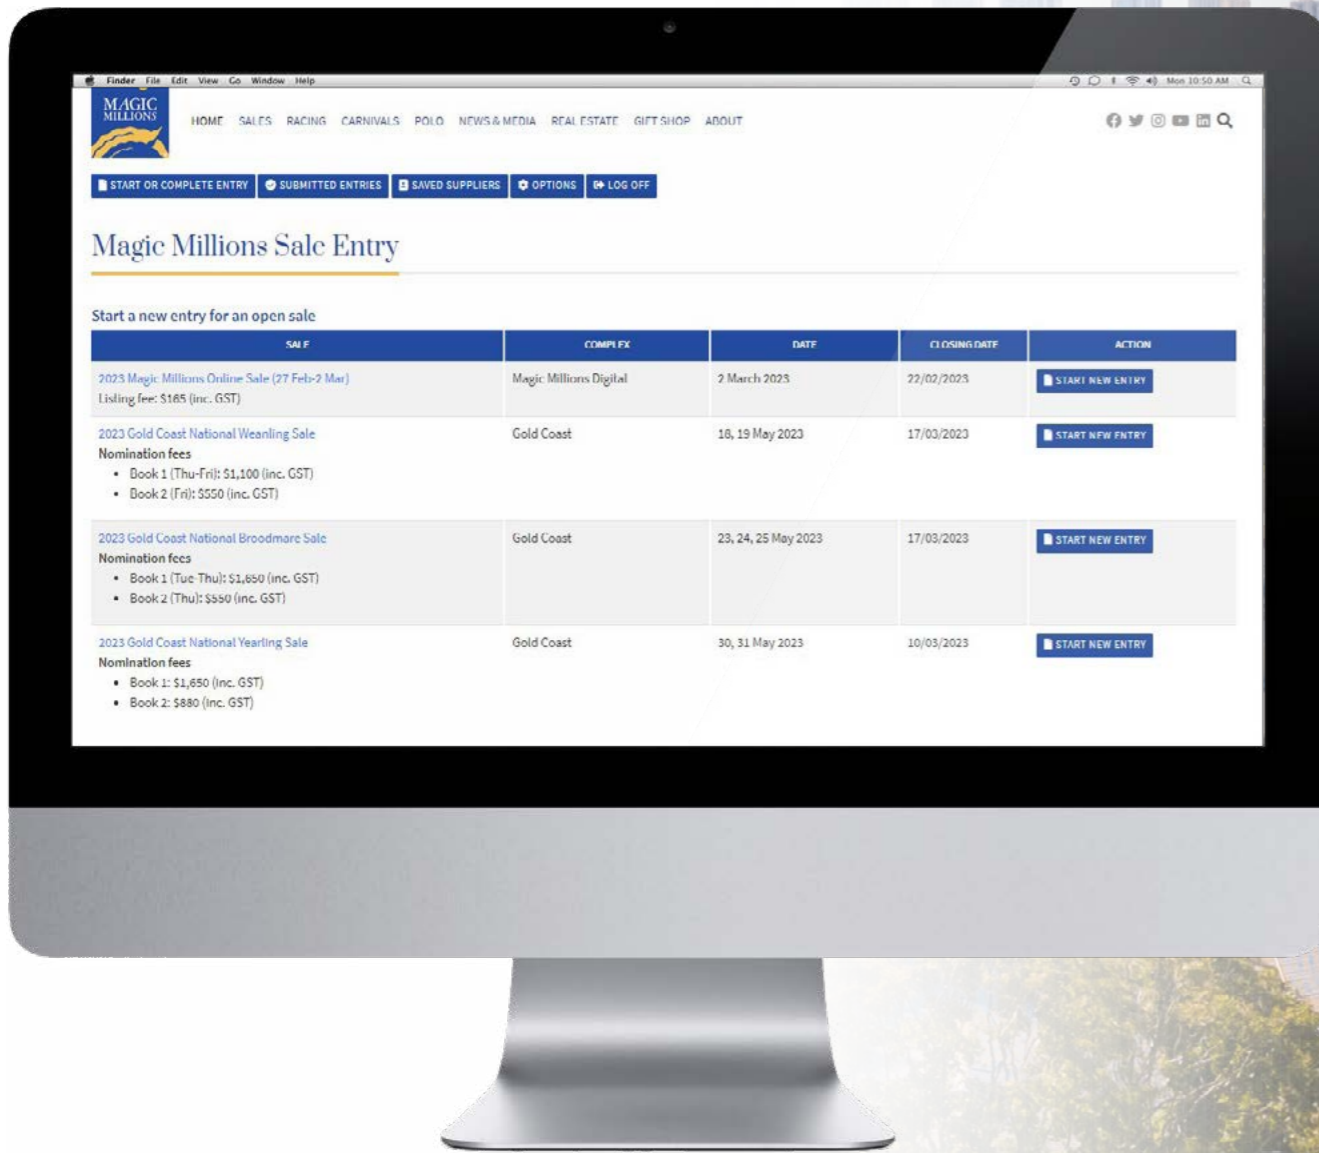 Finder File Edit View Go Window Help Mon 10:50 AM
MAGIC
MILLIONS
HOME SALES RACING CARNIVALS POLO NEWS & MEDIA REAL ESTATE GIFT SHOP ABOUT
START OR COMPLETE ENTRY SUBMITTED ENTRIES SAVED SUPPLIERS OPTIONS LOG OFF
Magic Millions Sale Entry
Start a new entry for an open sale
SALE COMPLEX DATE CLOSING DATE ACTION
2023 Magic Millions Online Sale (27 Feb-2 Mar) Magic Millions Digital 2 March 2023 22/02/2023 START NEW ENTRY
Listing fee: $165 (inc. GST)
2023 Gold Coast National Weanling Sale Gold Coast 18, 19 May 2023 17/03/2023 START NEW ENTRY
Nomination fees
• Book 1 (Thu-Fri): $1,100 (inc. GST)
• Book 2 (Fri): $550 (inc. GST)
2023 Gold Coast National Broodmare Sale Gold Coast 23, 24, 25 May 2023 17/03/2023 START NEW ENTRY
Nomination fees
• Book 1 (Tue-Thu): $1,650 (inc. GST)
• Book 2 (Thu): $550 (inc. GST)
2023 Gold Coast National Yearling Sale Gold Coast 30, 31 May 2023 10/03/2023 START NEW ENTRY
Nomination fees
• Book 1: $1,650 (inc. GST)
• Book 2: $880 (inc. GST)